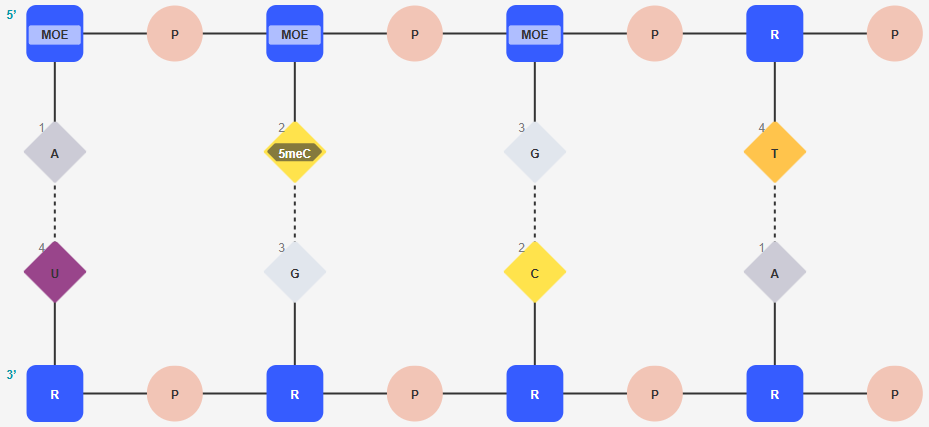 5’
MOE P MOE P MOE P R P
1 2 3 4
A 5meC G T
4 3 2 1
U G C A
3’
R P R P R P R P